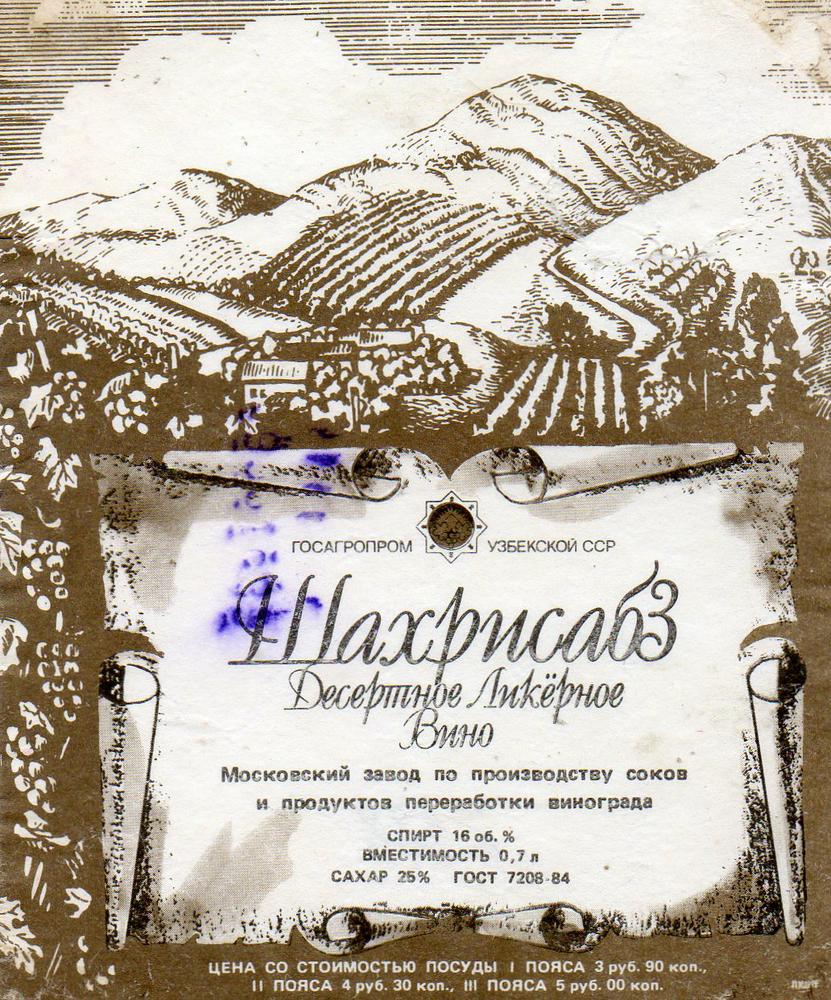 ГОСАГРОПРОМ УЗБЕКСКОЙ ССР
Шахрисабз
Десертное Ликёрное
Вино
Московский завод по производству соков
и продуктов переработки винограда
СПИРТ 16 об. %
ВМЕСТИМОСТЬ 0,7 л
САХАР 25% ГОСТ 7208-84
ЦЕНА СО СТОИМОСТЬЮ ПОСУДЫ I ПОЯСА 3 руб. 90 коп.,
II ПОЯСА 4 руб. 30 коп., III ПОЯСА 5 руб. 00 коп.